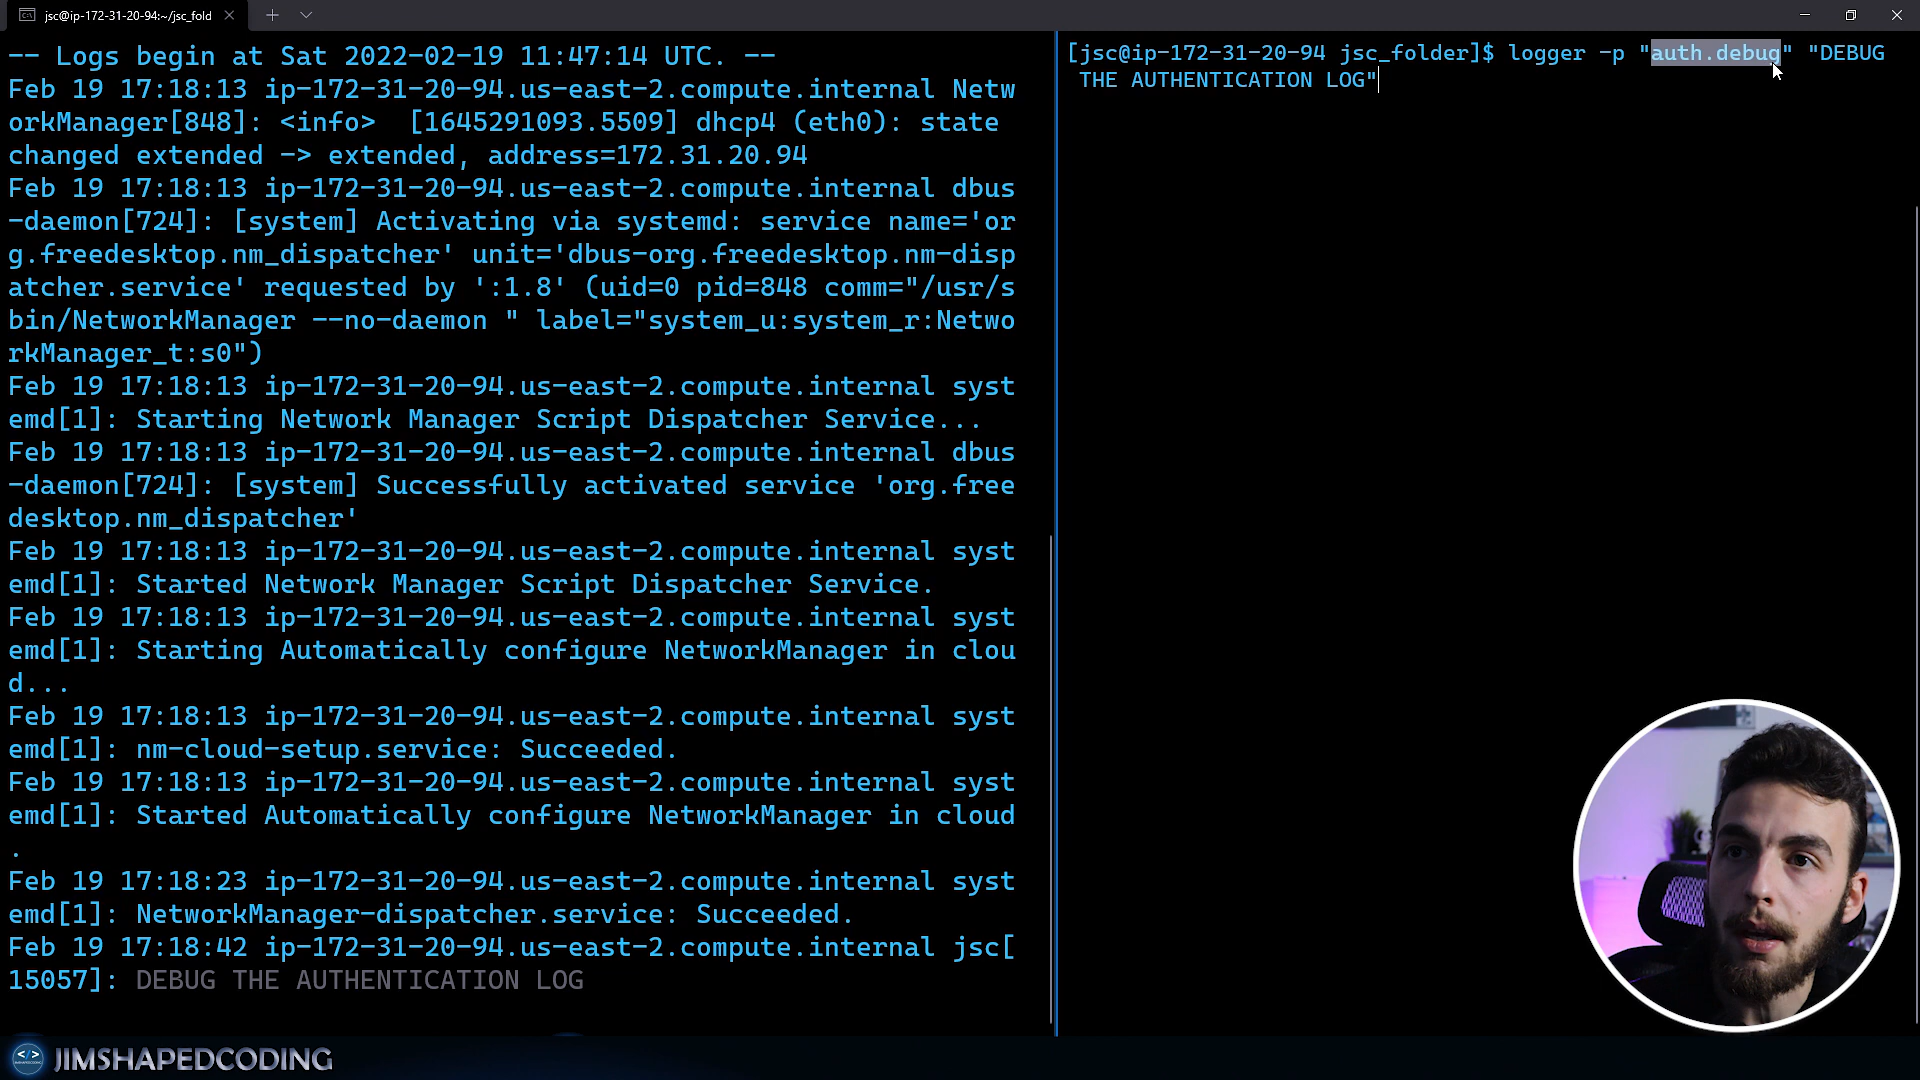 jsc@ip-172-31-20-94:~/jsc_fold
-- Logs begin at Sat 2022-02-19 11:47:14 UTC. --
Feb 19 17:18:13 ip-172-31-20-94.us-east-2.compute.internal Netw
orkManager[848]: <info>  [1645291093.5509] dhcp4 (eth0): state
changed extended -> extended, address=172.31.20.94
Feb 19 17:18:13 ip-172-31-20-94.us-east-2.compute.internal dbus
-daemon[724]: [system] Activating via systemd: service name='or
g.freedesktop.nm_dispatcher' unit='dbus-org.freedesktop.nm-disp
atcher.service' requested by ':1.8' (uid=0 pid=848 comm="/usr/s
bin/NetworkManager --no-daemon " label="system_u:system_r:Netwo
rkManager_t:s0")
Feb 19 17:18:13 ip-172-31-20-94.us-east-2.compute.internal syst
emd[1]: Starting Network Manager Script Dispatcher Service...
Feb 19 17:18:13 ip-172-31-20-94.us-east-2.compute.internal dbus
-daemon[724]: [system] Successfully activated service 'org.free
desktop.nm_dispatcher'
Feb 19 17:18:13 ip-172-31-20-94.us-east-2.compute.internal syst
emd[1]: Started Network Manager Script Dispatcher Service.
Feb 19 17:18:13 ip-172-31-20-94.us-east-2.compute.internal syst
emd[1]: Starting Automatically configure NetworkManager in clou
d...
Feb 19 17:18:13 ip-172-31-20-94.us-east-2.compute.internal syst
emd[1]: nm-cloud-setup.service: Succeeded.
Feb 19 17:18:13 ip-172-31-20-94.us-east-2.compute.internal syst
emd[1]: Started Automatically configure NetworkManager in cloud
.
Feb 19 17:18:23 ip-172-31-20-94.us-east-2.compute.internal syst
emd[1]: NetworkManager-dispatcher.service: Succeeded.
Feb 19 17:18:42 ip-172-31-20-94.us-east-2.compute.internal jsc[
15057]: DEBUG THE AUTHENTICATION LOG
[jsc@ip-172-31-20-94 jsc_folder]$ logger -p "auth.debug" "DEBUG
THE AUTHENTICATION LOG"
</> JIMSHAPEDCODING